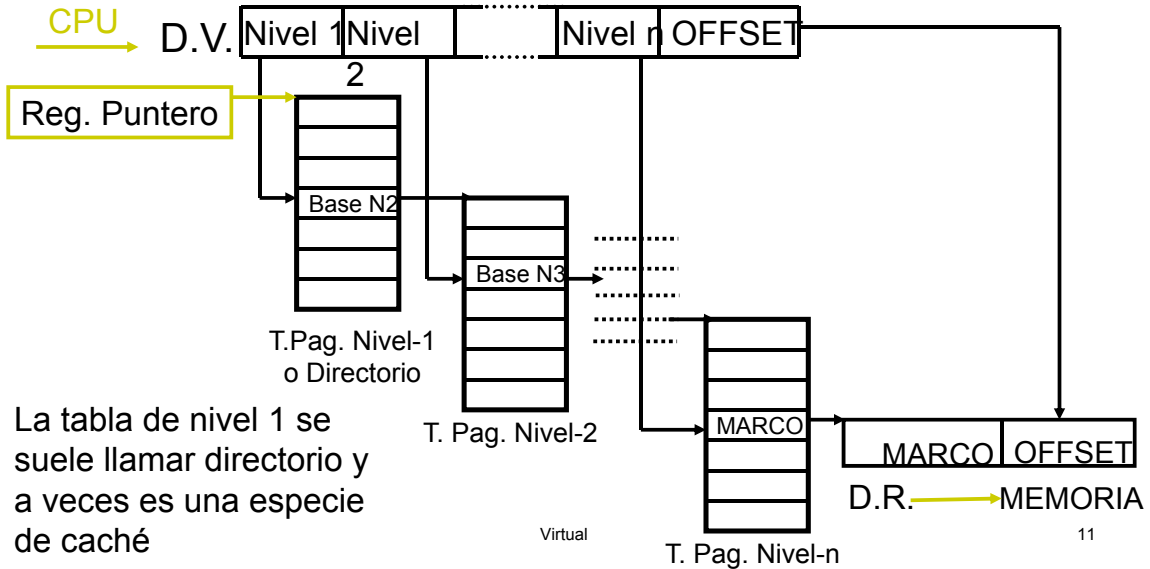 CPU
D.V.
Nivel 1
Nivel
2
Nivel n
OFFSET
Reg. Puntero
Base N2
T.Pag. Nivel-1
o Directorio
Base N3
T. Pag. Nivel-2
MARCO
T. Pag. Nivel-n
MARCO
OFFSET
D.R.
MEMORIA
La tabla de nivel 1 se
suele llamar directorio y
a veces es una especie
de caché
Virtual
11